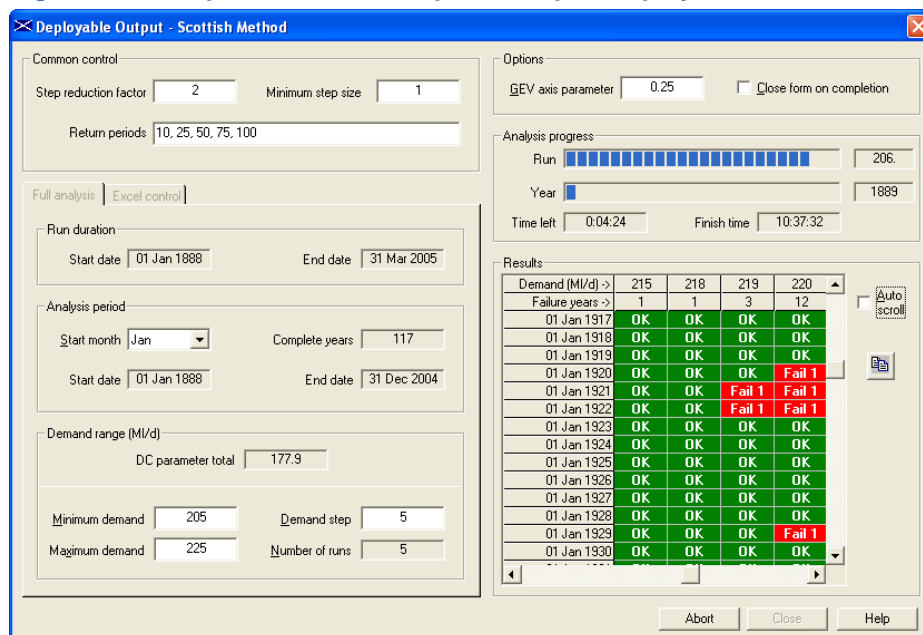 Deployable Output - Scottish Method
Common control
Step reduction factor 2 Minimum step size 1
Return periods 10, 25, 50, 75, 100
Full analysis Excel control
Run duration
Start date 01 Jan 1888 End date 31 Mar 2005
Analysis period
Start month Jan Complete years 117
Start date 01 Jan 1888 End date 31 Dec 2004
Demand range (Ml/d)
DC parameter total 177.9
Minimum demand 205 Demand step 5
Maximum demand 225 Number of runs 5
Options
GEV axis parameter 0.25 Close form on completion
Analysis progress
Run 206.
Year 1889
Time left 0:04:24 Finish time 10:37:32
Results
Demand (Ml/d) -> 215 218 219 220
Failure years -> 1 1 3 12
01 Jan 1917 OK OK OK OK
01 Jan 1918 OK OK OK OK
01 Jan 1919 OK OK OK OK
01 Jan 1920 OK OK OK Fail 1
01 Jan 1921 OK OK Fail 1 Fail 1
01 Jan 1922 OK OK Fail 1 Fail 1
01 Jan 1923 OK OK OK OK
01 Jan 1924 OK OK OK OK
01 Jan 1925 OK OK OK OK
01 Jan 1926 OK OK OK OK
01 Jan 1927 OK OK OK OK
01 Jan 1928 OK OK OK OK
01 Jan 1929 OK OK OK Fail 1
01 Jan 1930 OK OK OK OK
Auto scroll
Abort Close Help